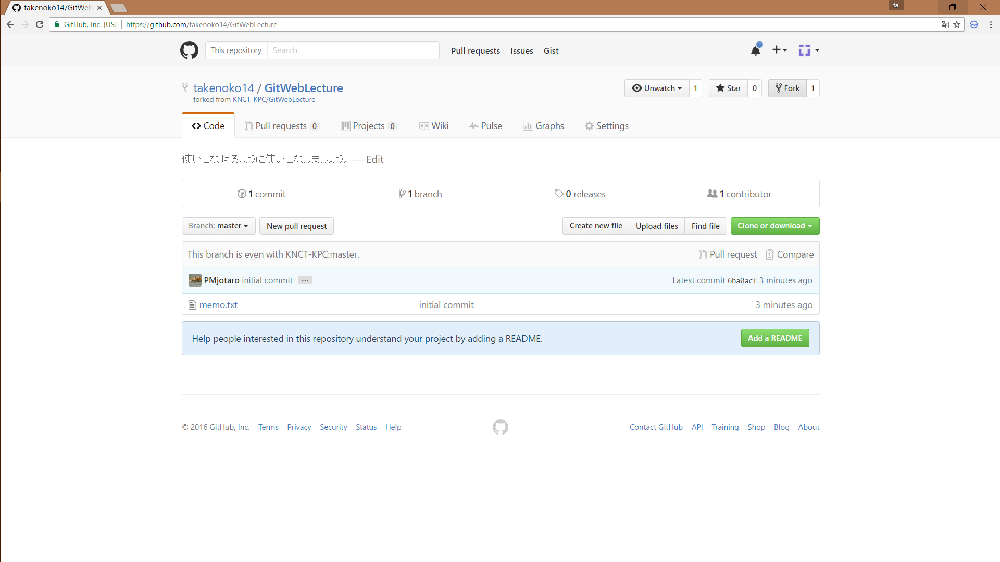 takenoko14/GitWeb
ta
GitHub, Inc. [US] https://github.com/takenoko14/GitWebLecture
This repository Search Pull requests Issues Gist
takenoko14 / GitWebLecture Unwatch 1 Star 0 Fork 1
forked from KNCT-KPC/GitWebLecture
Code Pull requests 0 Projects 0 Wiki Pulse Graphs Settings
使いこなせるように使いこなしましょう。 — Edit
1 commit 1 branch 0 releases 1 contributor
Branch: master New pull request Create new file Upload files Find file Clone or download
This branch is even with KNCT-KPC:master. Pull request Compare
PMjotaro initial commit ... Latest commit 6ba0acf 3 minutes ago
memo.txt initial commit 3 minutes ago
Help people interested in this repository understand your project by adding a README. Add a README
© 2016 GitHub, Inc. Terms Privacy Security Status Help Contact GitHub API Training Shop Blog About